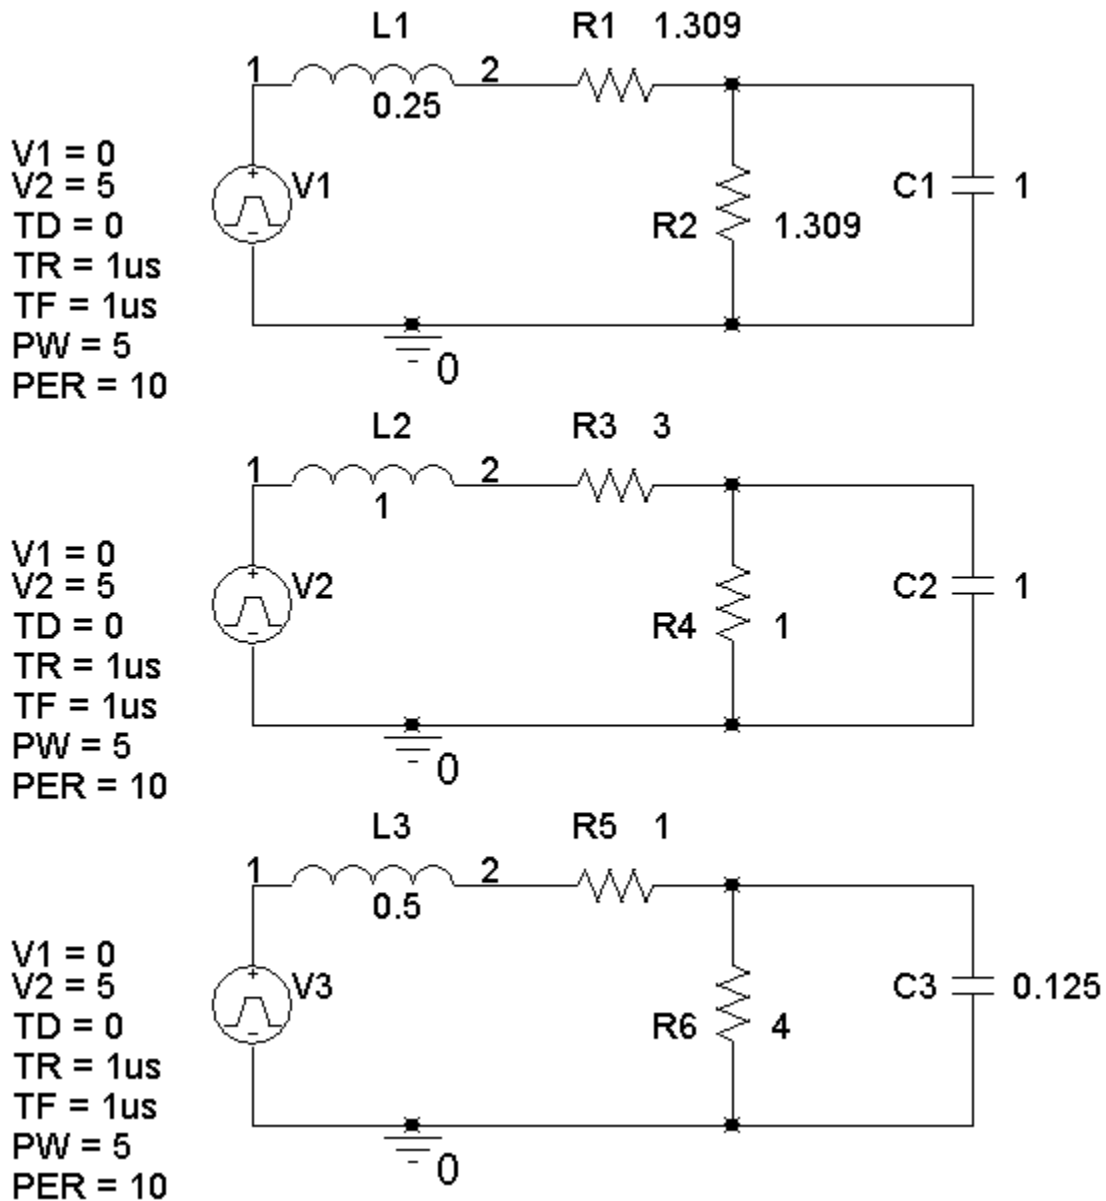 L1 R1 1.309
1 2
0.25
V1 = 0
V2 = 5
TD = 0
TR = 1us
TF = 1us
PW = 5
PER = 10
V1
R2 1.309
C1 1
0
L2 R3 3
1 2
1
V1 = 0
V2 = 5
TD = 0
TR = 1us
TF = 1us
PW = 5
PER = 10
V2
R4 1
C2 1
0
L3 R5 1
1 2
0.5
V1 = 0
V2 = 5
TD = 0
TR = 1us
TF = 1us
PW = 5
PER = 10
V3
R6 4
C3 0.125
0